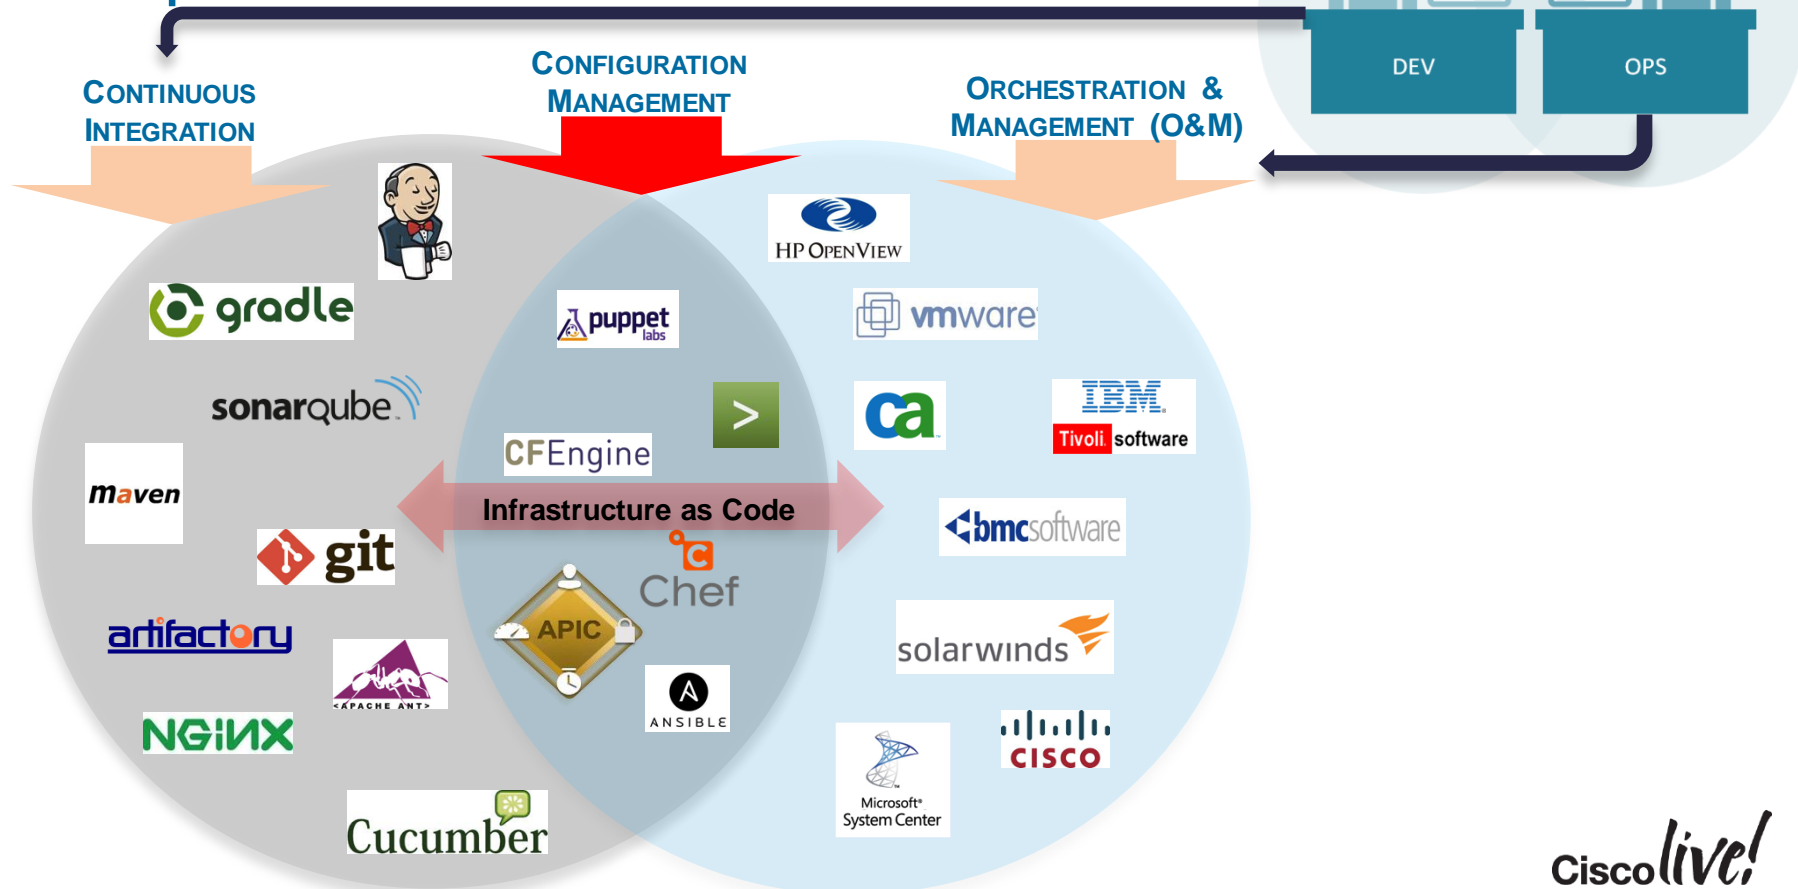 DEV
OPS
CONTINUOUS
INTEGRATION
CONFIGURATION
MANAGEMENT
ORCHESTRATION &
MANAGEMENT (O&M)
HP OPENVIEW
gradle
puppet
labs
vmware
sonarqube
>
ca
IBM
Tivoli software
CFEngine
maven
Infrastructure as Code
bmcsoftware
git
Chef
artifactory
APIC
solarwinds
<APACHE ANT>
ANSIBLE
NGiNX
CISCO
Microsoft
System Center
Cucumber
Cisco live!